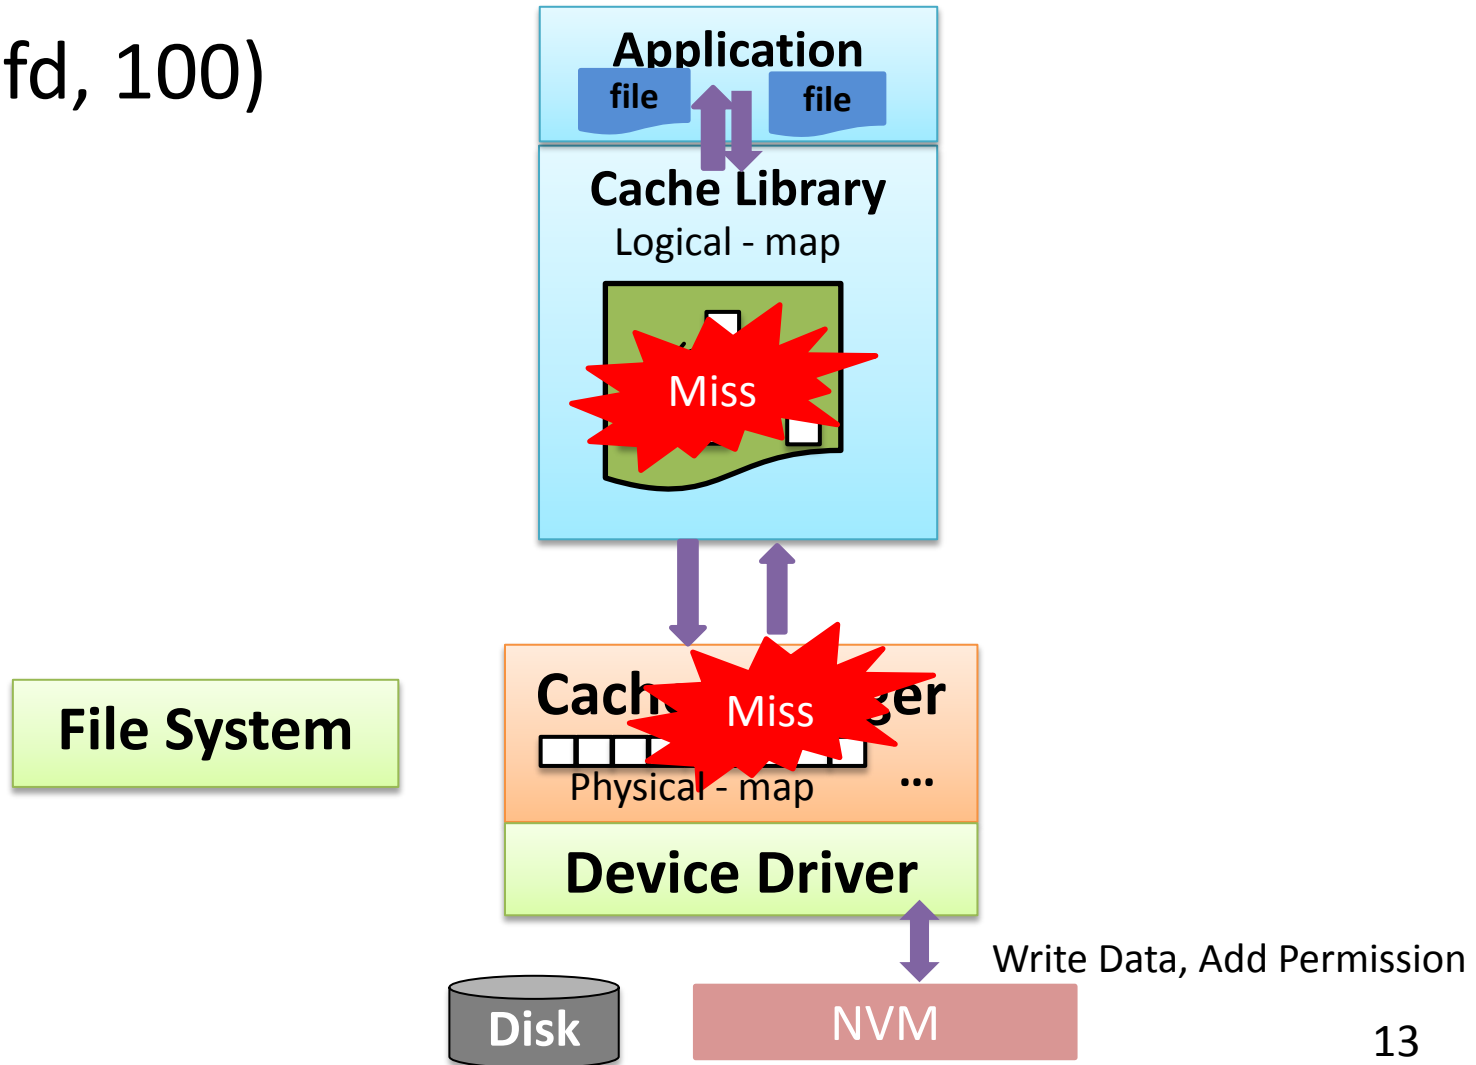 fd, 100)
Application
file
file
Cache Library
Logical - map
Miss
Miss
File System
Physical - map
...
Device Driver
Write Data, Add Permission
Disk
NVM
13